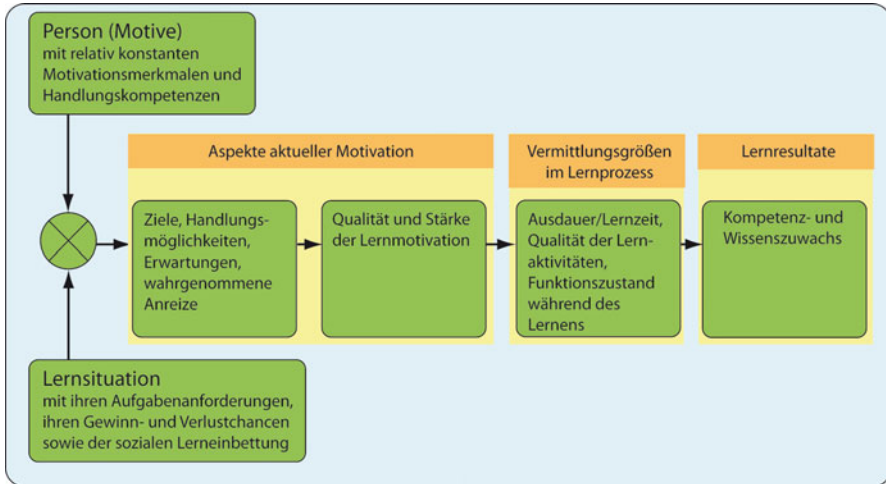 Person (Motive)
mit relativ konstanten
Motivationsmerkmalen und
Handlungskompetenzen
Aspekte aktueller Motivation
Vermittlungsgrößen
im Lernprozess
Lernresultate
Ziele, Handlungs-
möglichkeiten,
Erwartungen,
wahrgenommene
Anreize
Qualität und Stärke
der Lernmotivation
Ausdauer/Lernzeit,
Qualität der Lern-
aktivitäten,
Funktionszustand
während des
Lernens
Kompetenz- und
Wissenszuwachs
Lernsituation
mit ihren Aufgabenanforderungen,
ihren Gewinn- und Verlustchancen
sowie der sozialen Lerneinbettung